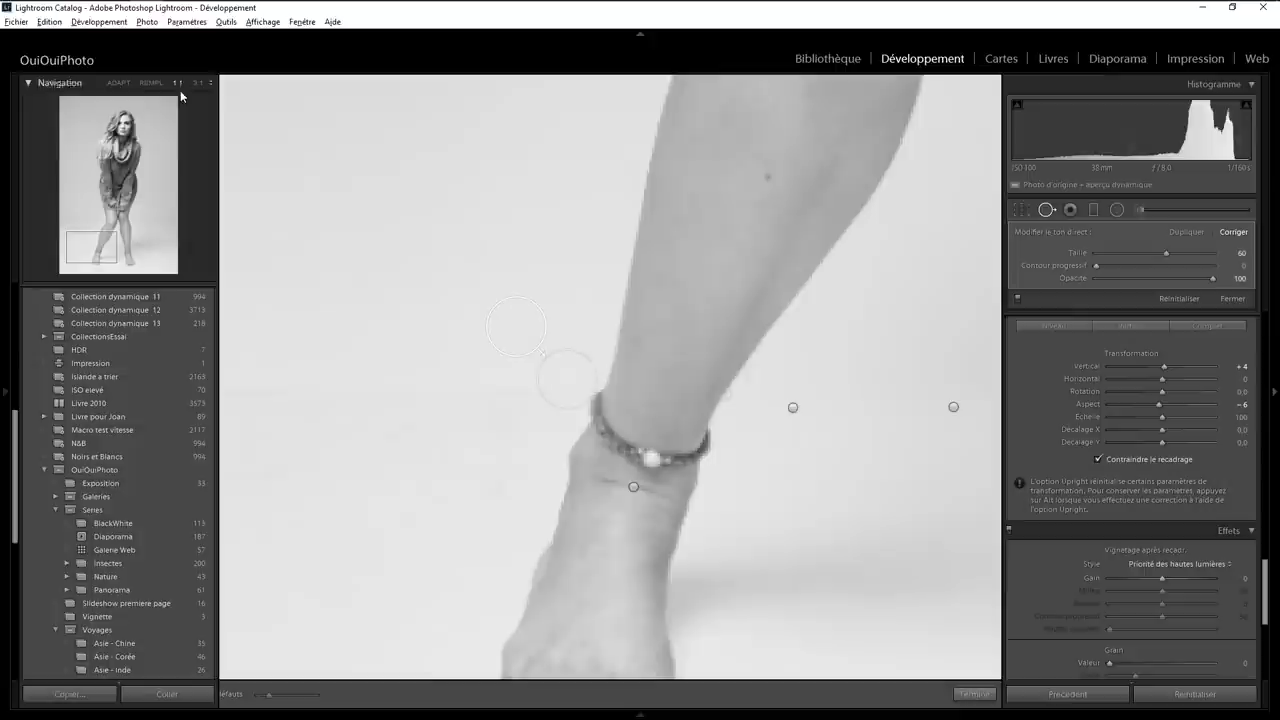 Lightroom Catalog - Adobe Photoshop Lightroom - Développement
Fichier Edition Développement Photo Paramètres Outils Affichage Fenêtre Aide
OuiOuiPhoto
Bibliothèque Développement Cartes Livres Diaporama Impression Web
Navigation ADAPT REMPL 1:1 3:1
Collection dynamique 11 994
Collection dynamique 12 3713
Collection dynamique 13 218
CollectionsEssai
HDR 7
Impression 1
Islande a trier 2163
ISO elevé 70
Livre 2010 3573
Livre pour Joan 89
Macro test vitesse 2117
N&B 994
Noirs et Blancs 994
OuiOuiPhoto
Exposition 33
Galeries
Series
BlackWhite 113
Diaporama 187
Galerie Web 57
Insectes 200
Nature 43
Panorama 61
Slideshow premiere page 16
Vignette 3
Voyages
Asie - Chine 35
Asie - Corée 46
Asie - Inde 26
Copier... Coller
éfauts
Terminé
Histogramme
ISO 100 38 mm ƒ / 8,0 1/160s
Photo d'origine + aperçu dynamique
Modifier le ton direct : Dupliquer Corriger
Taille 60
Contour progressif 0
Opacité 100
Réinitialiser Fermer
Niveau Complet
Transformation
Vertical + 4
Horizontal 0
Rotation 0,0
Aspect - 6
Echelle 100
Décalage X 0,0
Décalage Y 0,0
Contraindre le recadrage
L'option Upright réinitialise certains paramètres de
transformation. Pour conserver les paramètres, appuyez
sur Alt lorsque vous effectuez une correction à l'aide de
l'option Upright.
Effets
Vignetage après recadr.
Style Priorité des hautes lumières
Gain 0
Grain
Valeur 0
Précédent Réinitialiser